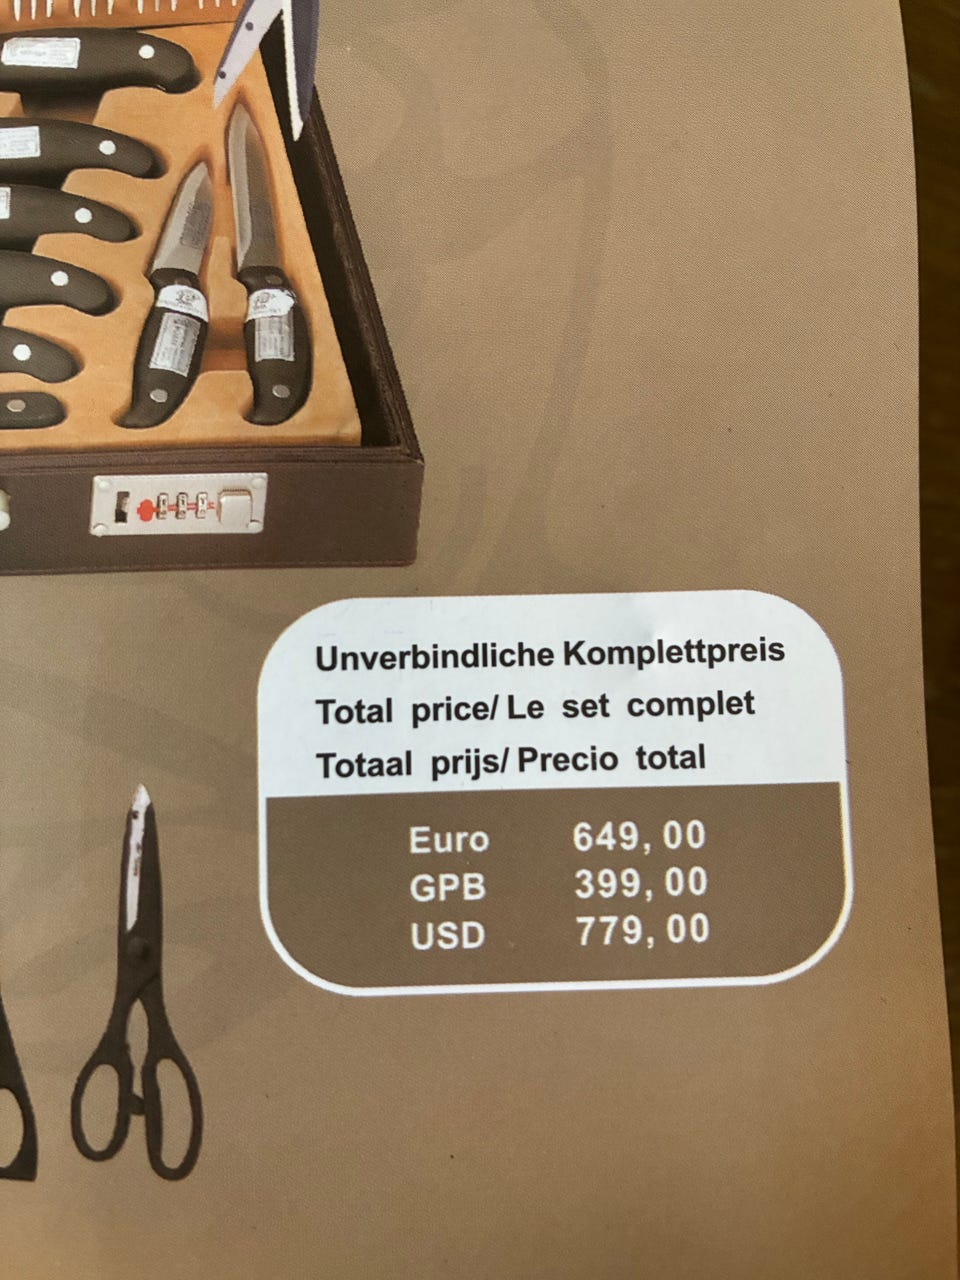 Unverbindliche Komplettpreis
Total price/ Le set complet
Totaal prijs/ Precio total
Euro 649, 00
GPB 399, 00
USD 779, 00